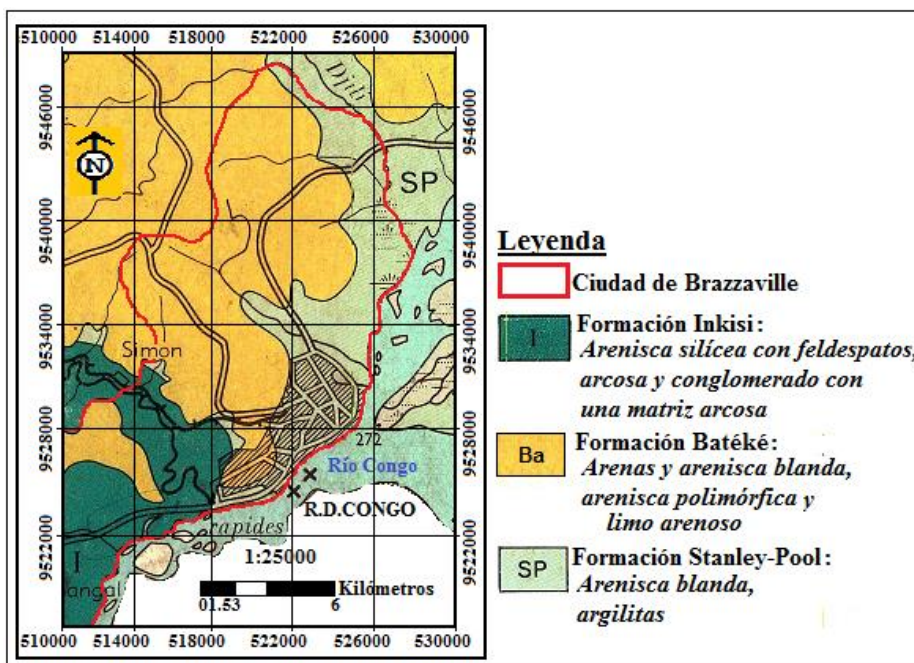 510000 514000 518000 522000 526000 530000
9546000
9546000
Djib
N
SP
9540000
9540000
Leyenda
Ciudad de Brazzaville
9534000
9534000
Simon
I
Formación Inkisi:
Arenisca silícea con feldespatos,
arcosa y conglomerado con
una matriz arcosa
9528000
9528000
272
Río Congo
Ba
Formación Batéké:
Arenas y arenisca blanda,
arenisca polimórfica y
limo arenoso
R.D.CONGO
rapides
9522000
9522000
I
1:25000
Kilómetros
01.53 6
angal
SP
Formación Stanley-Pool:
Arenisca blanda,
argilitas
510000 514000 518000 522000 526000 530000